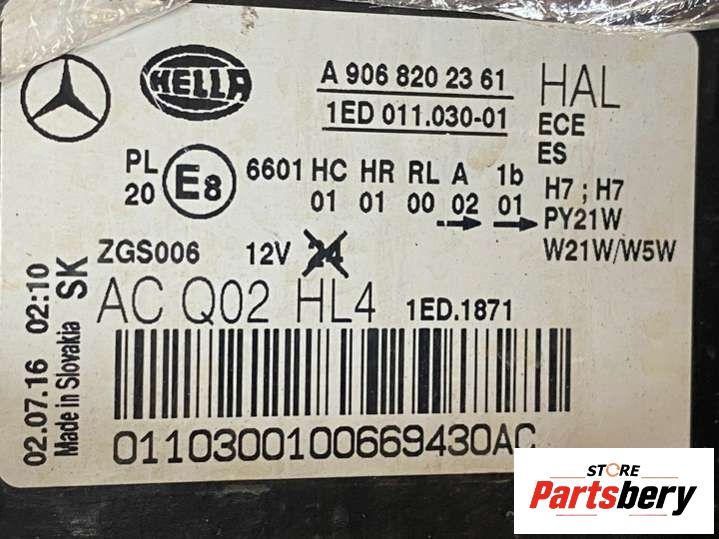 HELLA
A 906 820 23 61
1ED 011.030-01
HAL
ECE
ES
PL
20
E8
6601 HC HR RL A 1b
01 01 00 02 01
H7 ; H7
PY21W
W21W/W5W
ZGS006 12V 24
AC Q02 HL4 1ED.1871
02.07.16 02:10
Made in Slovakia SK
0110300100669430AC
STORE
Partsbery